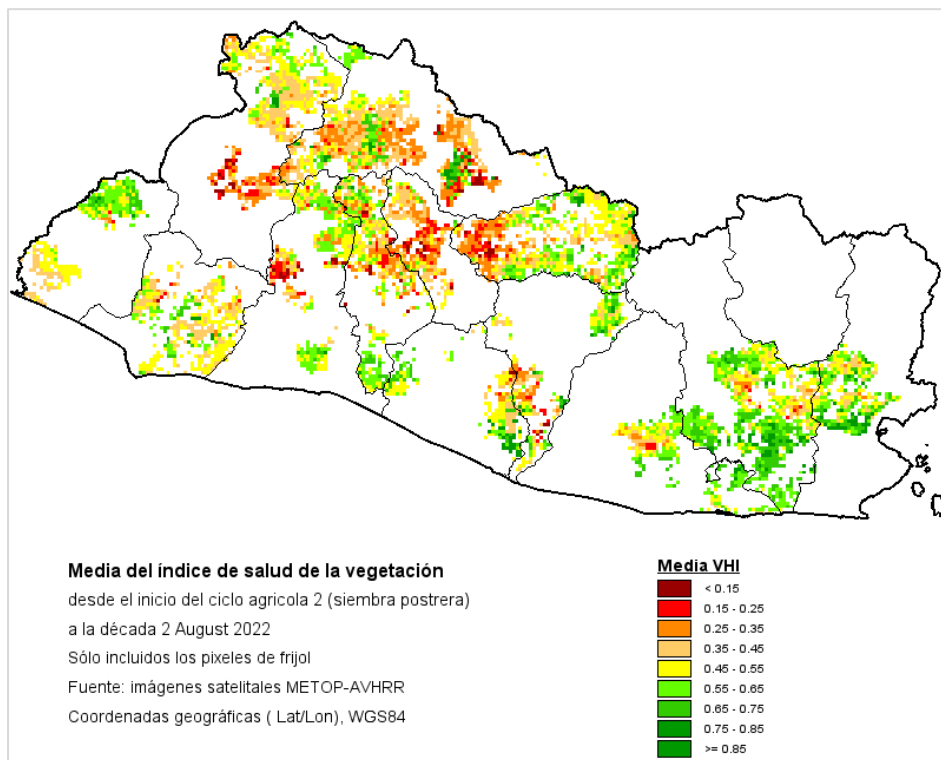 Media del índice de salud de la vegetación
desde el inicio del ciclo agricola 2 (siembra postrera)
a la década 2 August 2022
Sólo incluidos los pixeles de frijol
Fuente: imágenes satelitales METOP-AVHRR
Coordenadas geográficas ( Lat/Lon), WGS84
Media VHI
< 0.15
0.15 - 0.25
0.25 - 0.35
0.35 - 0.45
0.45 - 0.55
0.55 - 0.65
0.65 - 0.75
0.75 - 0.85
>= 0.85